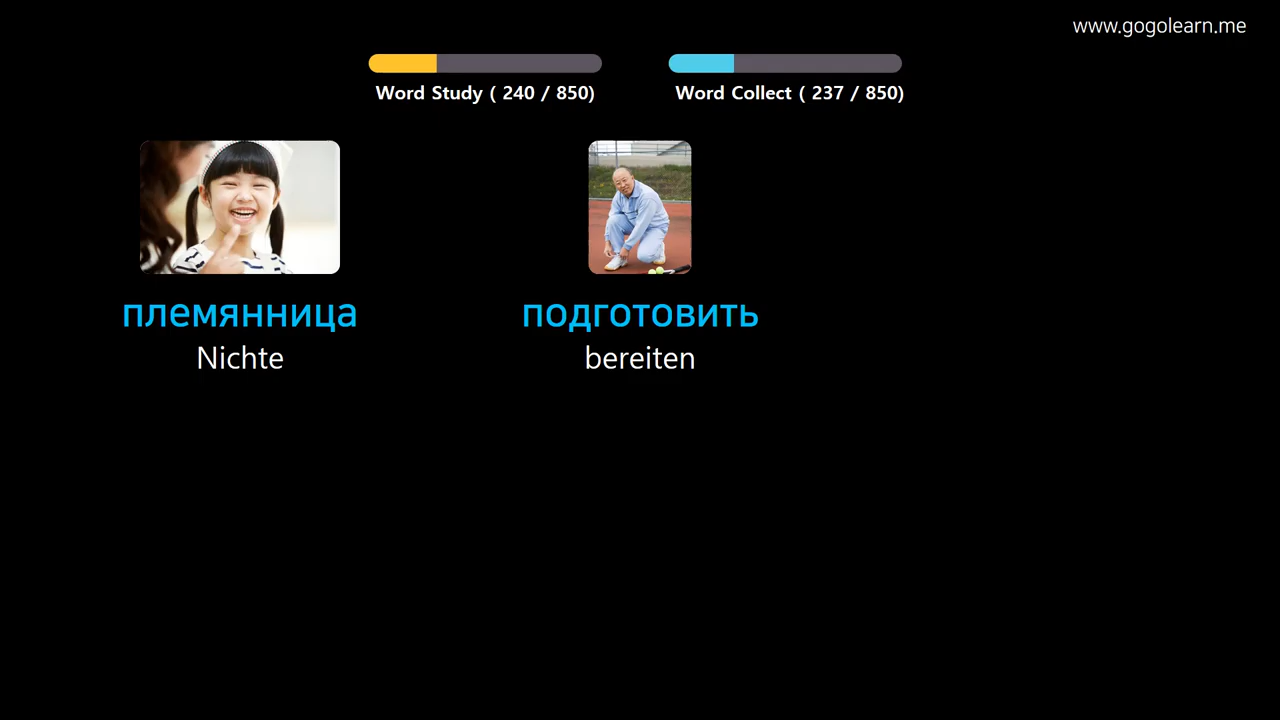 www.gogolearn.me
Word Study ( 240 / 850)
Word Collect ( 237 / 850)
племянница
Nichte
подготовить
bereiten